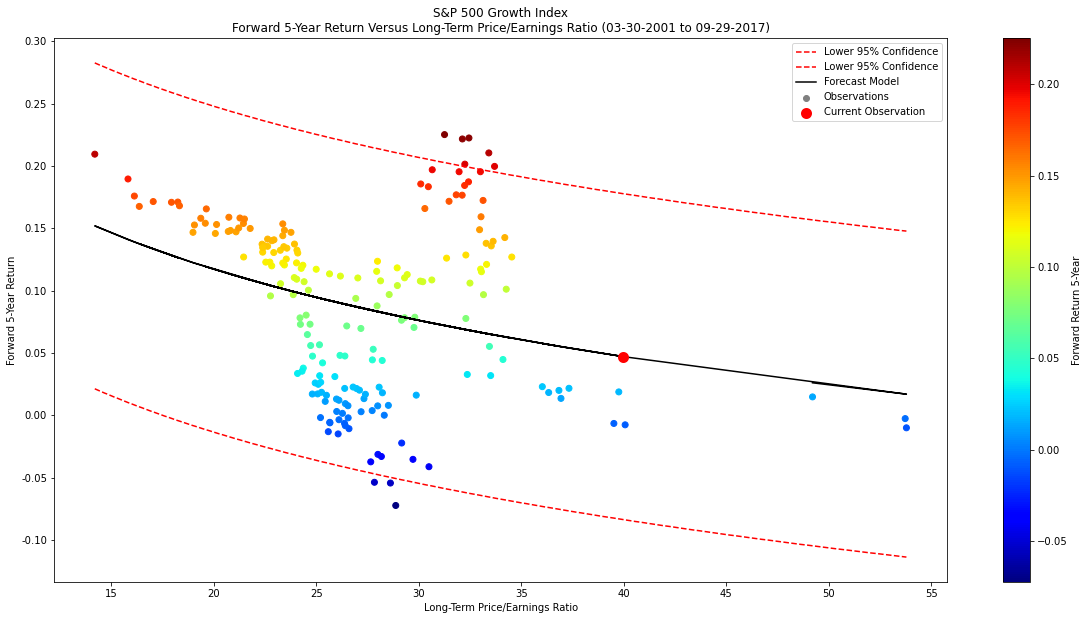 S&P 500 Growth Index
Forward 5-Year Return Versus Long-Term Price/Earnings Ratio (03-30-2001 to 09-29-2017)
Lower 95% Confidence
Lower 95% Confidence
Forecast Model
Observations
Current Observation
Forward 5-Year Return
0.30
0.25
0.20
0.15
0.10
0.05
0.00
-0.05
-0.10
15
20
25
30
35
40
45
50
55
Long-Term Price/Earnings Ratio
0.20
0.15
0.10
0.05
0.00
−0.05
Forward Return 5-Year